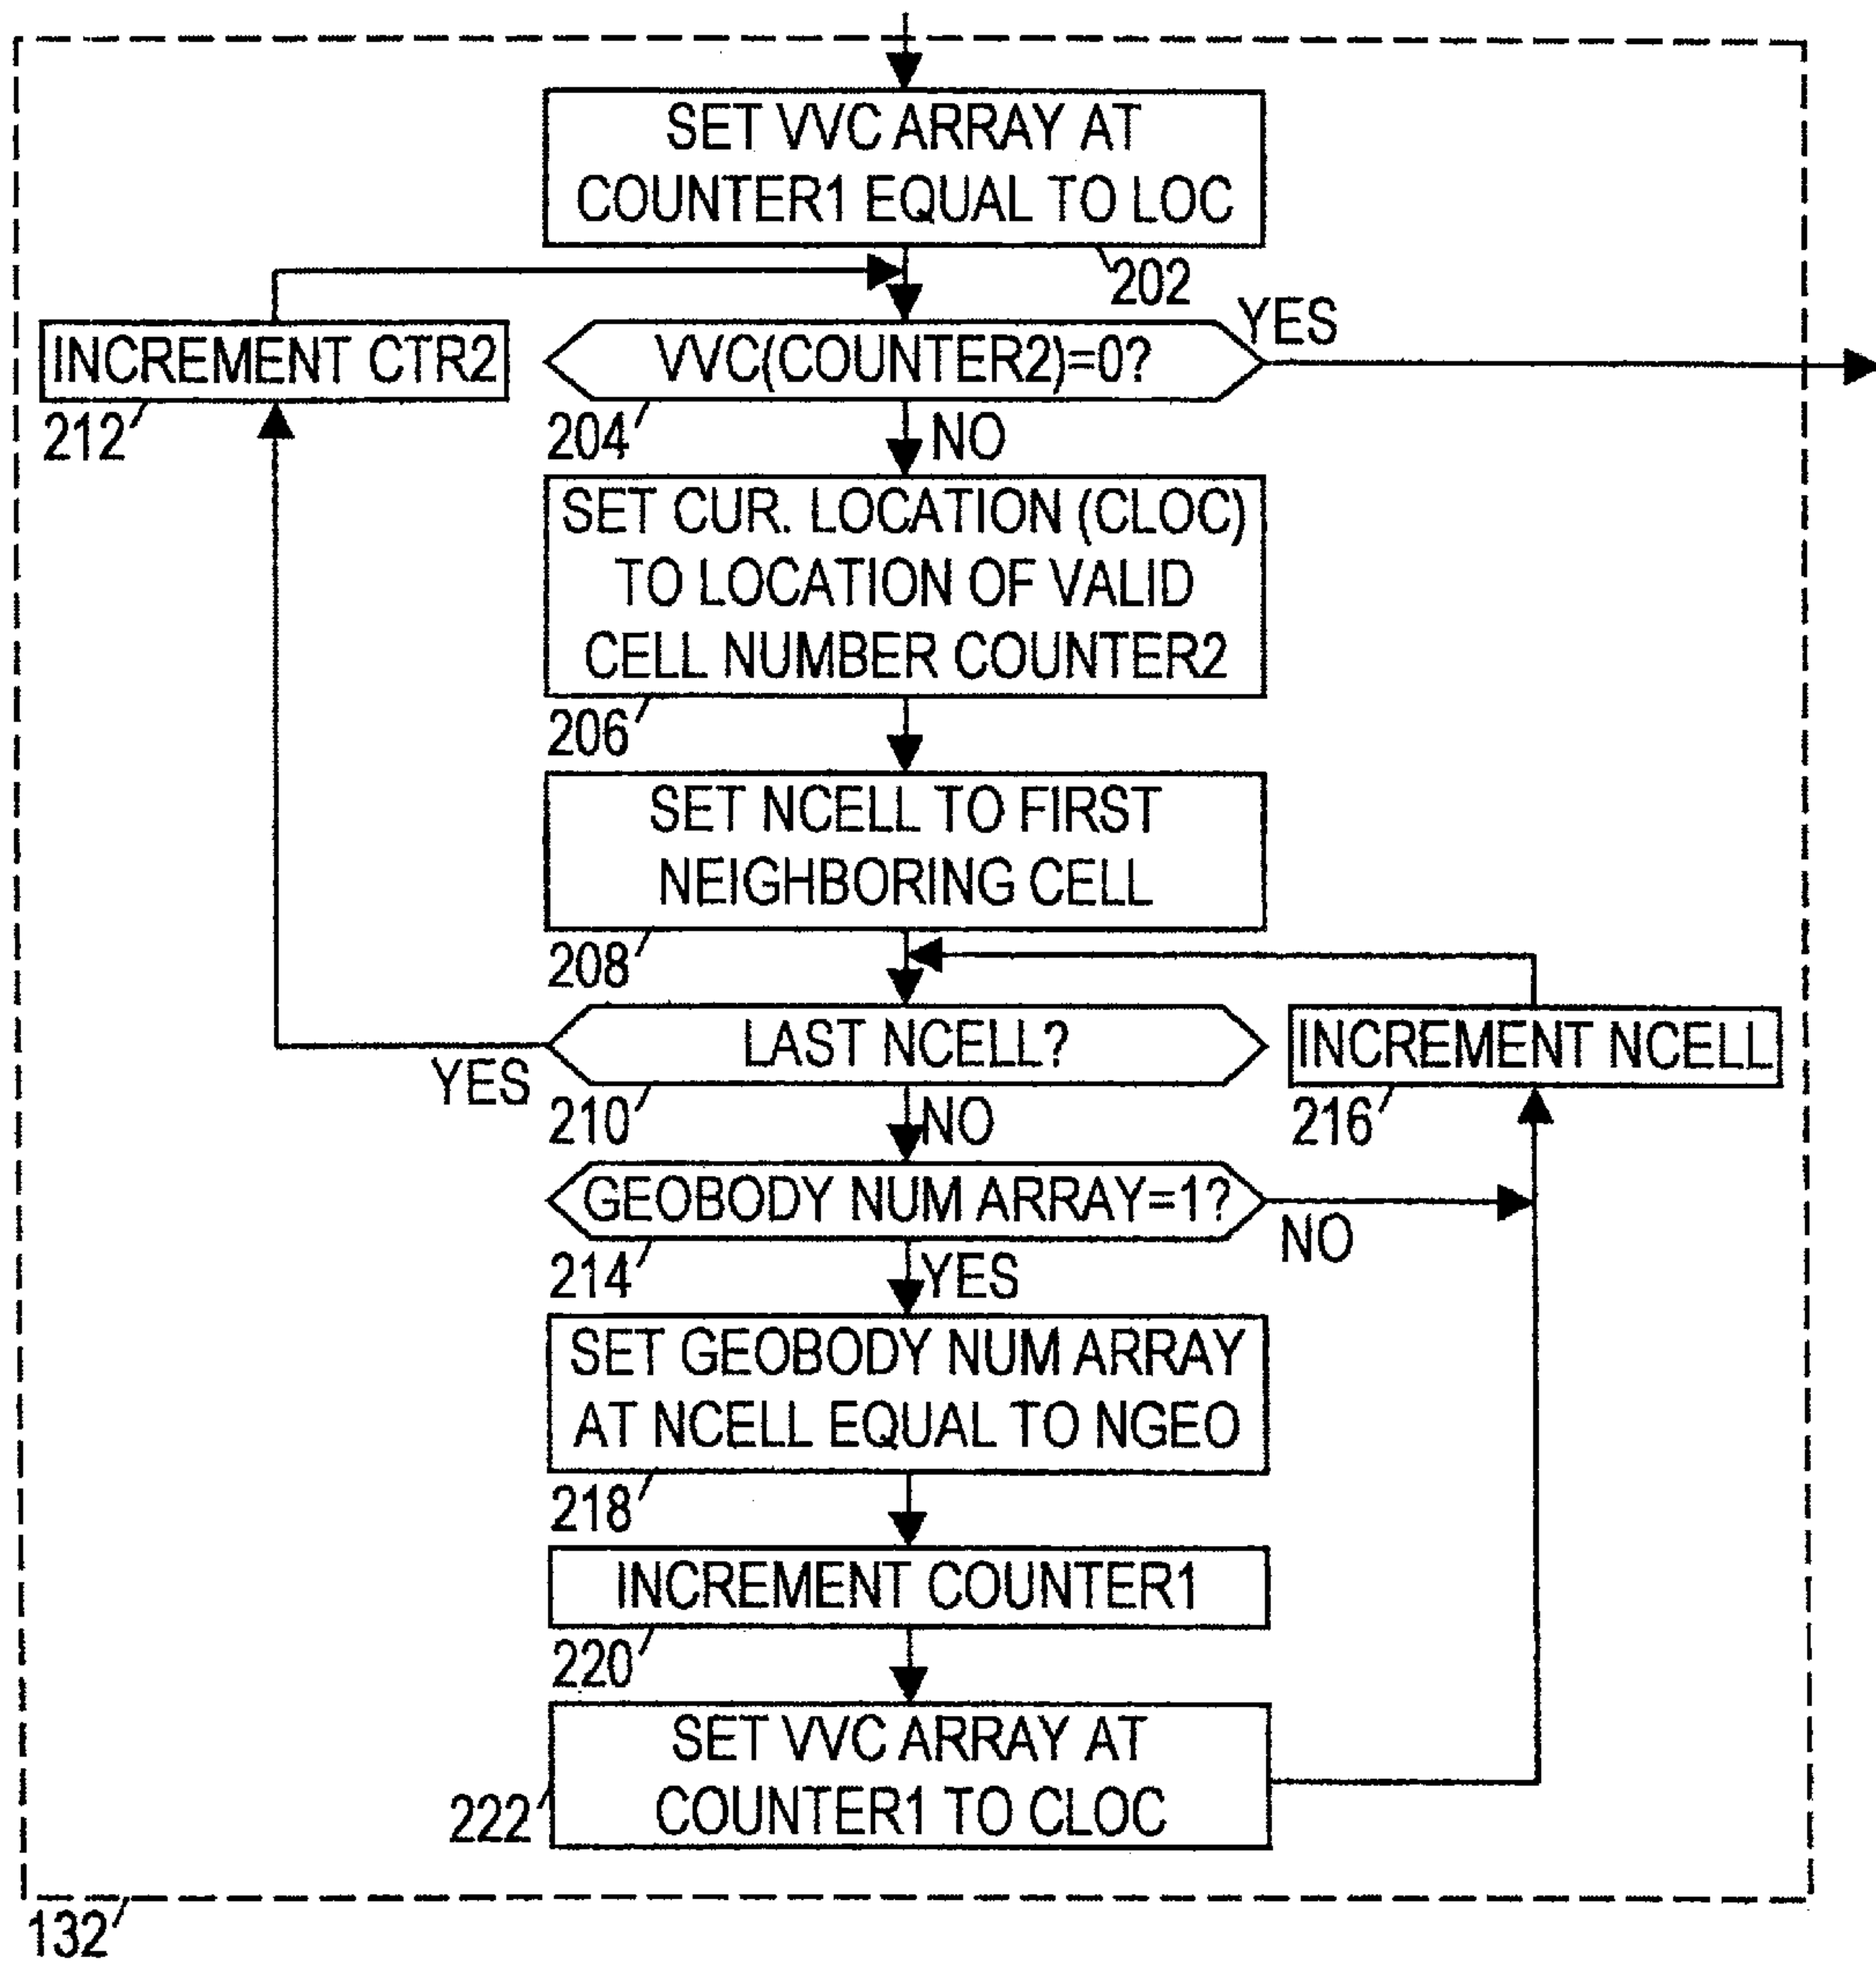 SET VVC ARRAY AT
COUNTER1 EQUAL TO LOC
202
INCREMENT CTR2
212
VVC(COUNTER2)=0?
YES
204
NO
SET CUR. LOCATION (CLOC)
TO LOCATION OF VALID
CELL NUMBER COUNTER2
206
SET NCELL TO FIRST
NEIGHBORING CELL
208
LAST NCELL?
YES
210
NO
INCREMENT NCELL
216
GEOBODY NUM ARRAY=1?
NO
214
YES
SET GEOBODY NUM ARRAY
AT NCELL EQUAL TO NGEO
218
INCREMENT COUNTER1
220
SET VVC ARRAY AT
COUNTER1 TO CLOC
222
132